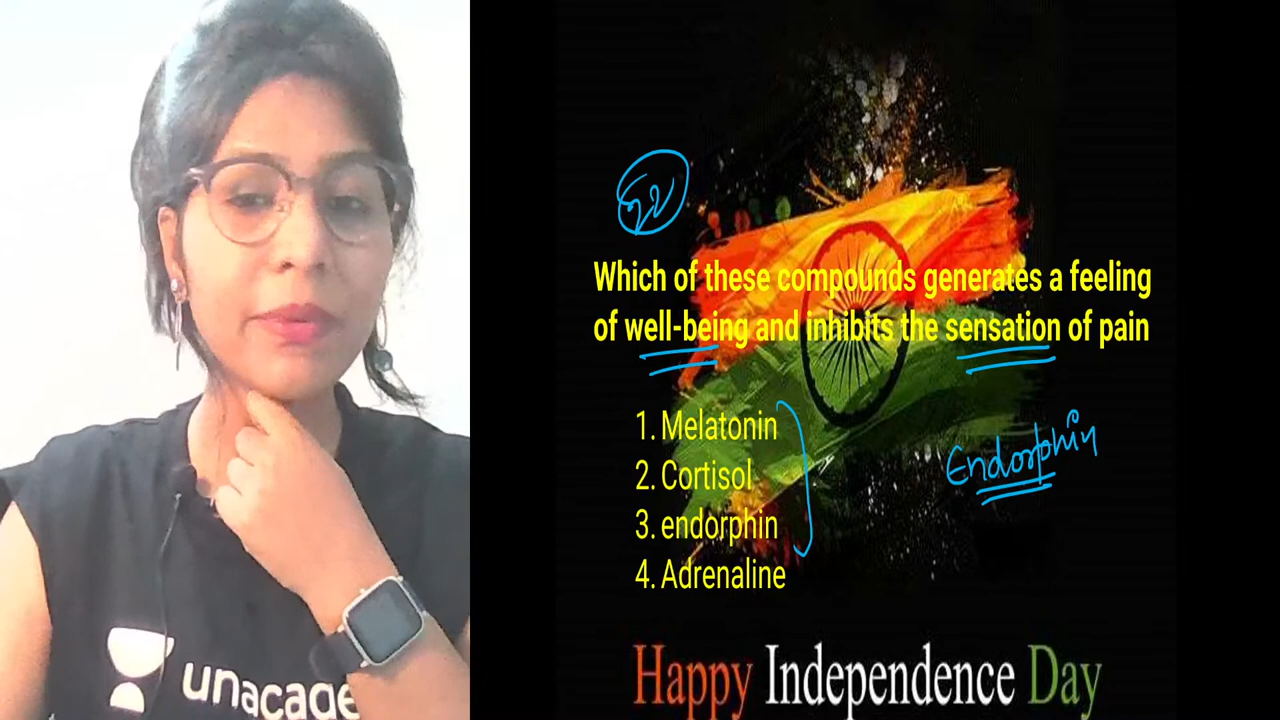 Which of these compounds generates a feeling
of well-being and inhibits the sensation of pain
1. Melatonin
2. Cortisol
3. endorphin
4. Adrenaline
Endorphin
Happy Independence Day
unacade